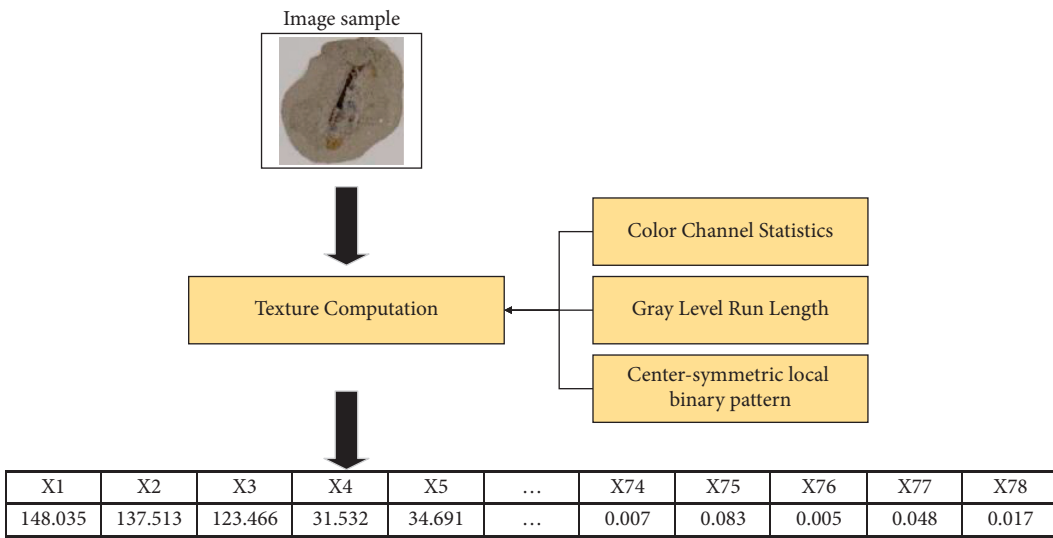 Image sample
Color Channel Statistics
Texture Computation
Gray Level Run Length
Center-symmetric local
binary pattern
X1 X2 X3 X4 X5 ... X74 X75 X76 X77 X78
148.035 137.513 123.466 31.532 34.691 ... 0.007 0.083 0.005 0.048 0.017